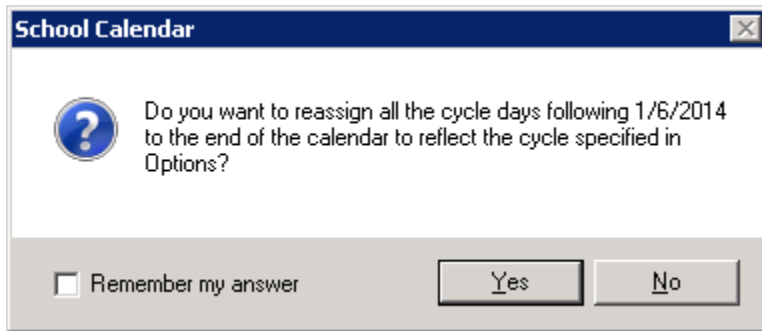 School Calendar
Do you want to reassign all the cycle days following 1/6/2014
to the end of the calendar to reflect the cycle specified in
Options?
Remember my answer
Yes
No